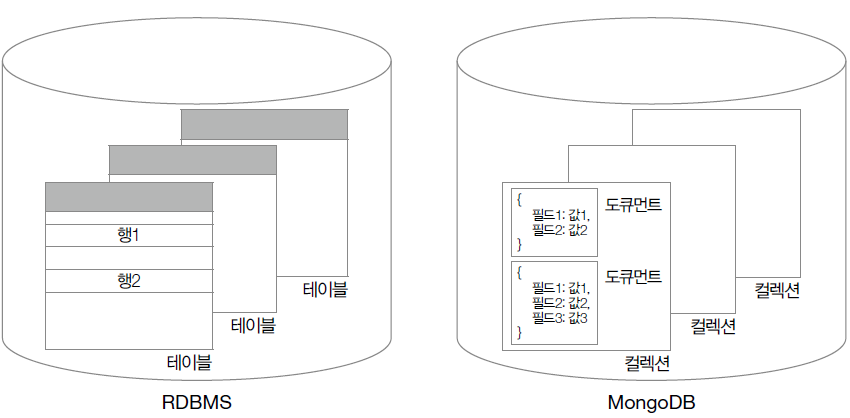 행1
행2
테이블
테이블
테이블
RDBMS
{
필드1: 값1,
필드2: 값2
}
도큐먼트
{
필드1: 값1,
필드2: 값2,
필드3: 값3
}
도큐먼트
컬렉션
컬렉션
컬렉션
MongoDB